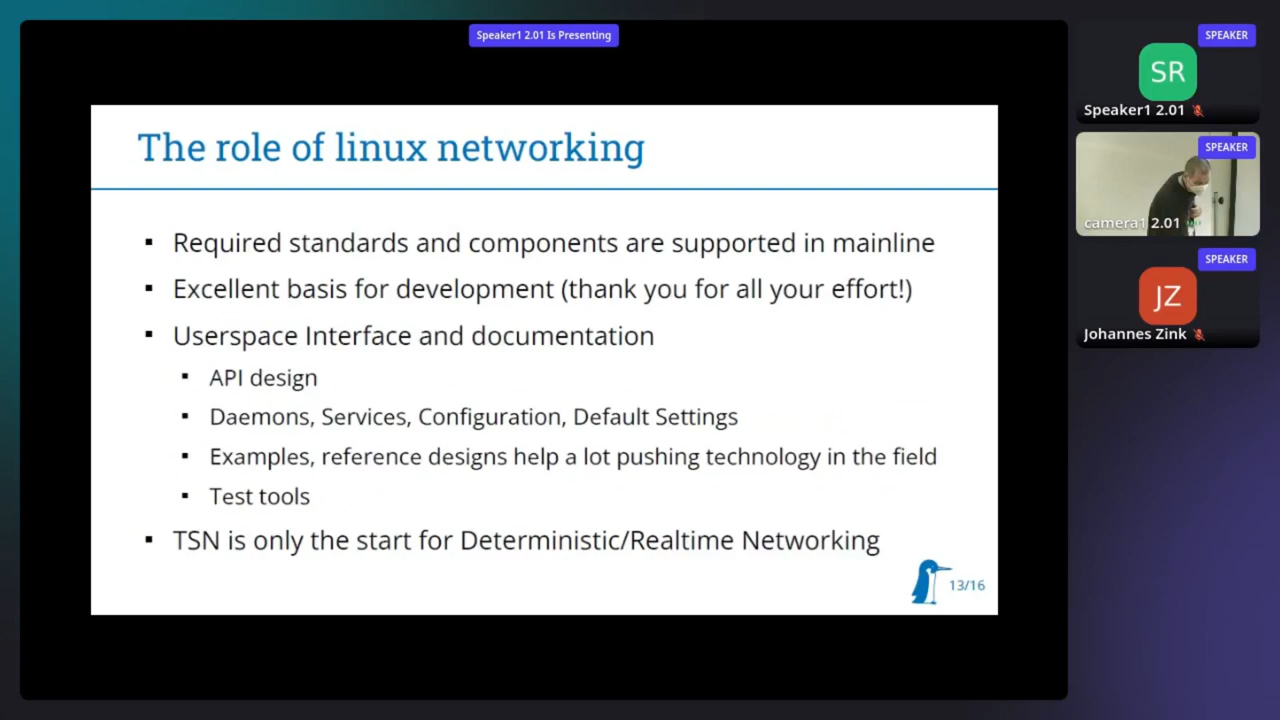 Speaker1 2.01 Is Presenting
The role of linux networking
▪ Required standards and components are supported in mainline
▪ Excellent basis for development (thank you for all your effort!)
▪ Userspace Interface and documentation
▪ API design
▪ Daemons, Services, Configuration, Default Settings
▪ Examples, reference designs help a lot pushing technology in the field
▪ Test tools
▪ TSN is only the start for Deterministic/Realtime Networking
13/16
SPEAKER
SR
Speaker1 2.01
SPEAKER
camera1 2.01
SPEAKER
JZ
Johannes Zink